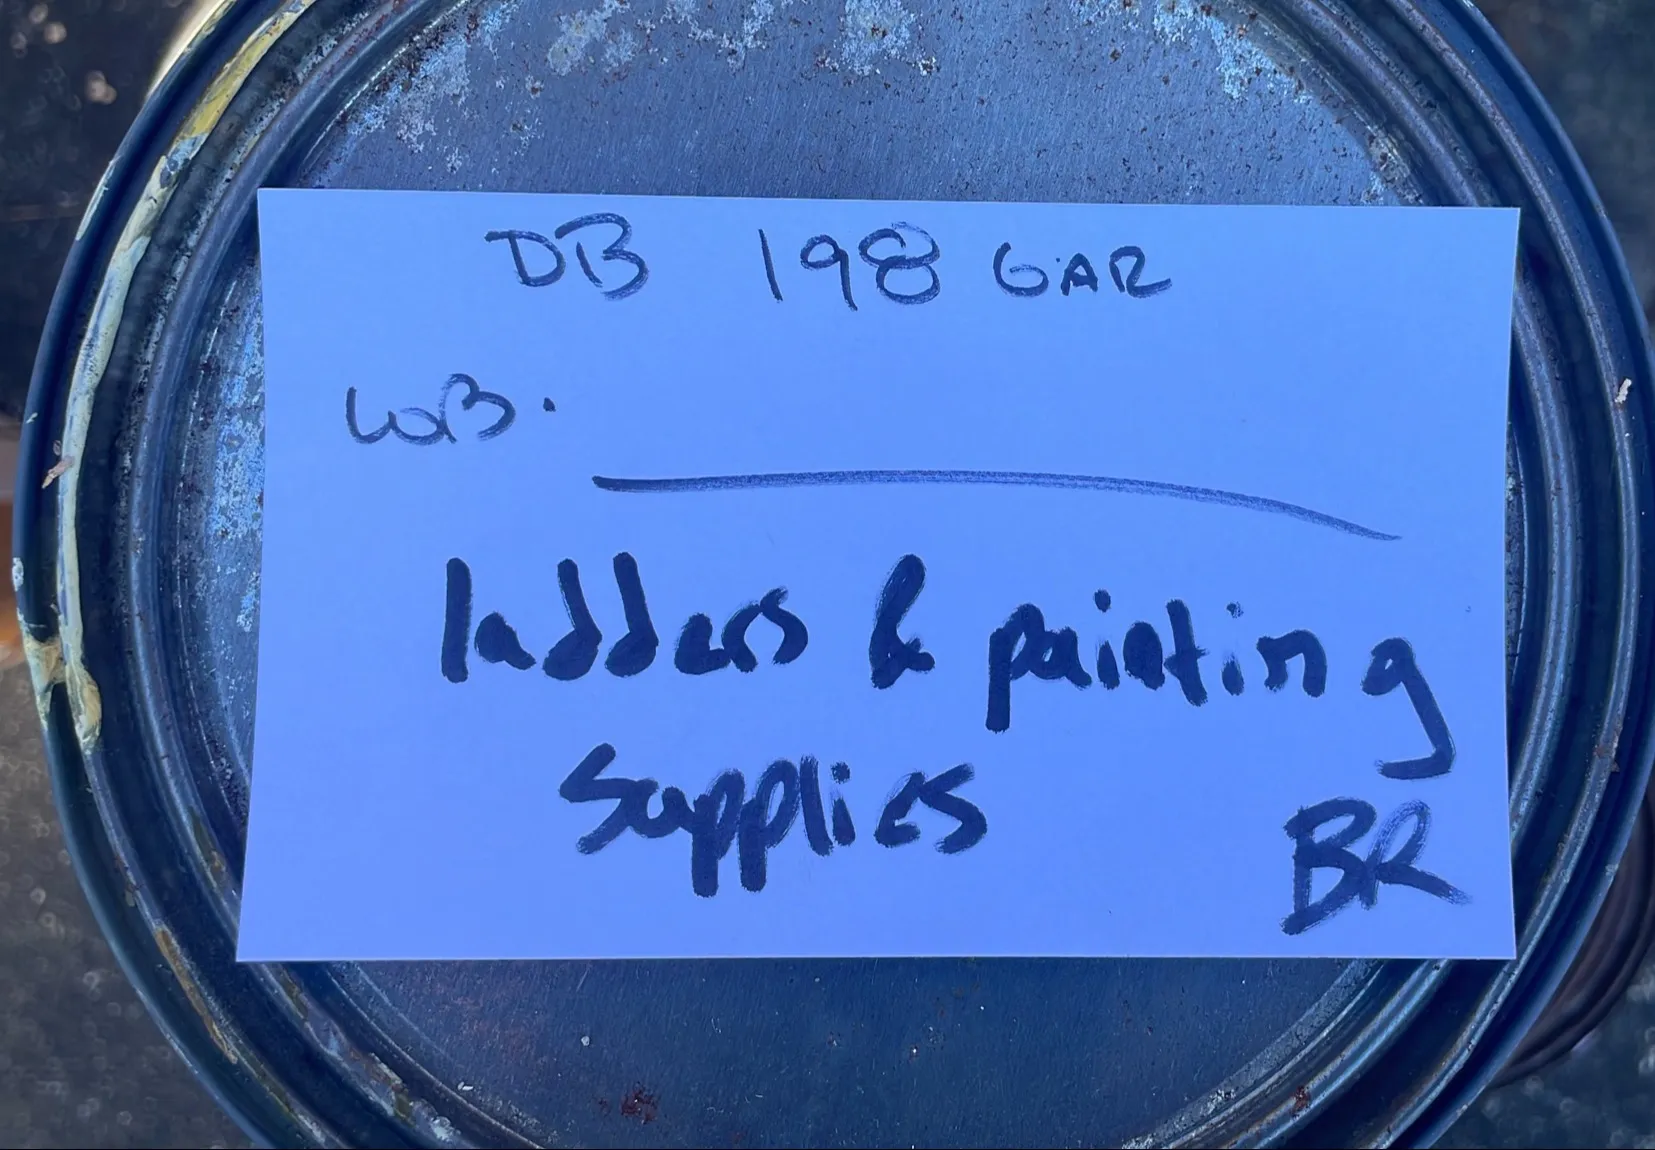 DB 198 GAR
WB.
ladders & painting
supplies
BR